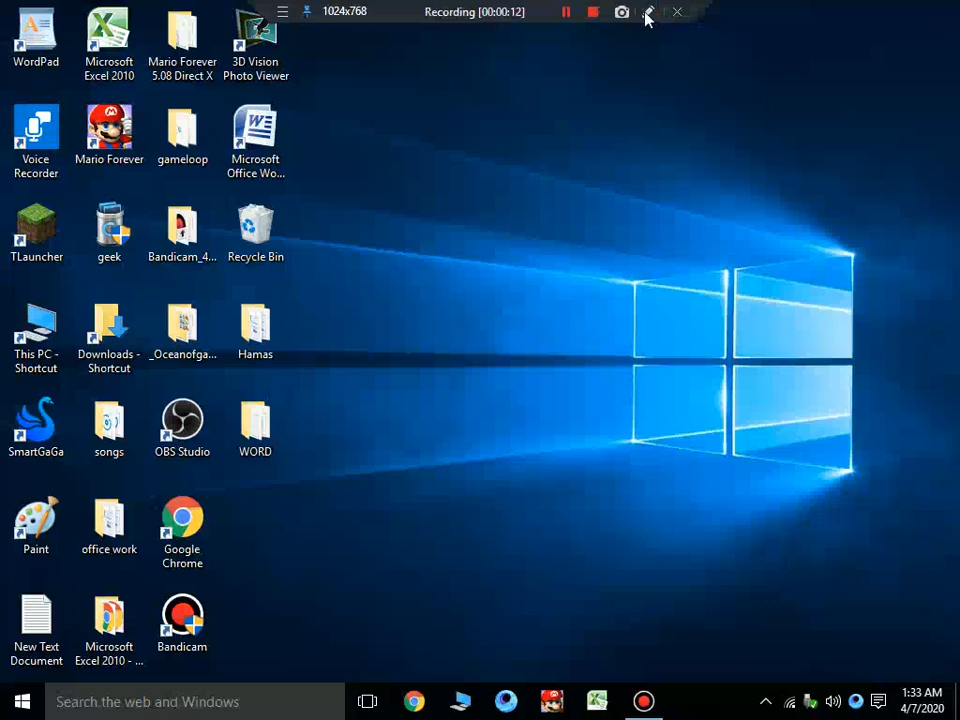 1024x768
Recording [00:00:12]
WordPad
Microsoft
Excel 2010
Mario Forever
5.08 Direct X
3D Vision
Photo Viewer
Voice
Recorder
Mario Forever
gameloop
Microsoft
Office Wo...
TLauncher
geek
Bandicam_4...
Recycle Bin
This PC -
Shortcut
Downloads -
Shortcut
_Oceanofga...
Hamas
SmartGaGa
songs
OBS Studio
WORD
Paint
office work
Google
Chrome
New Text
Document
Microsoft
Excel 2010 - ...
Bandicam
Search the web and Windows
1:33 AM
4/7/2020